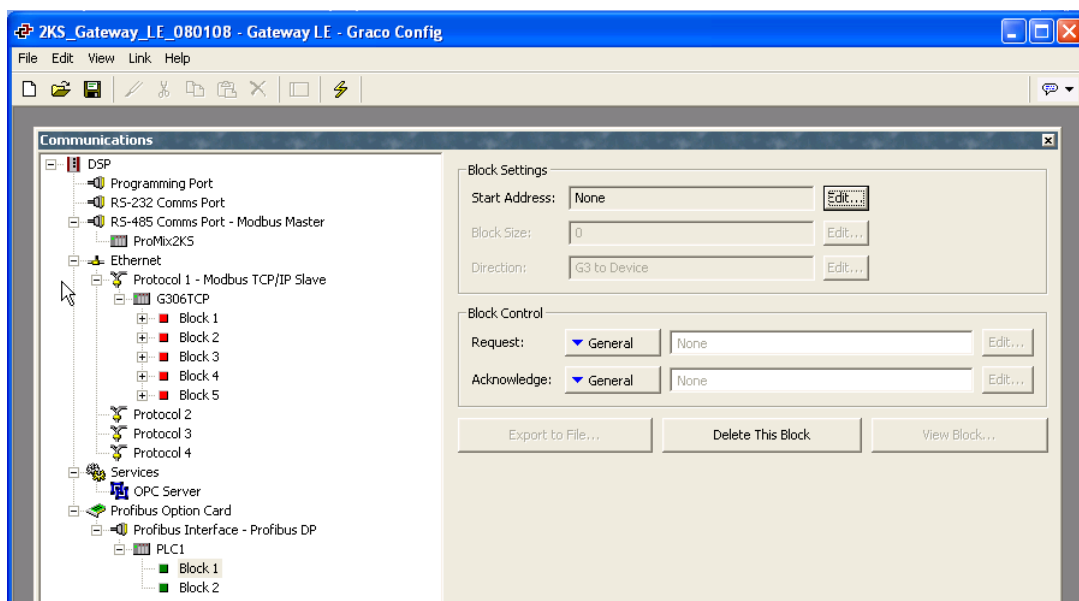 2KS_Gateway_LE_080108 - Gateway LE - Graco Config
File Edit View Link Help
Communications
DSP
Programming Port
RS-232 Comms Port
RS-485 Comms Port - Modbus Master
ProMix2KS
Ethernet
Protocol 1 - Modbus TCP/IP Slave
G306TCP
Block 1
Block 2
Block 3
Block 4
Block 5
Protocol 2
Protocol 3
Protocol 4
Services
OPC Server
Profibus Option Card
Profibus Interface - Profibus DP
PLC1
Block 1
Block 2
Block Settings
Start Address: None Edit...
Block Size: 0 Edit...
Direction: G3 to Device Edit...
Block Control
Request: General None Edit...
Acknowledge: General None Edit...
Export to File... Delete This Block View Block...